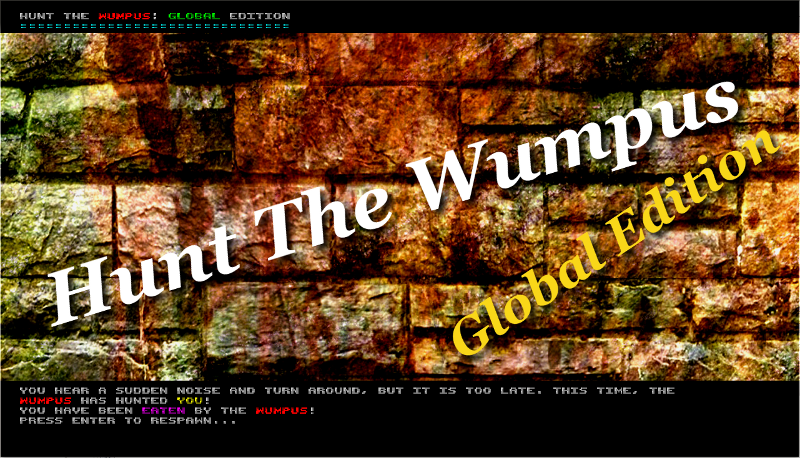 HUNT THE WUMPUS: GLOBAL EDITION
==============================
Hunt The Wumpus
Global Edition
YOU HEAR A SUDDEN NOISE AND TURN AROUND, BUT IT IS TOO LATE. THIS TIME, THE
WUMPUS HAS HUNTED YOU!
YOU HAVE BEEN EATEN BY THE WUMPUS!
PRESS ENTER TO RESPAWN...